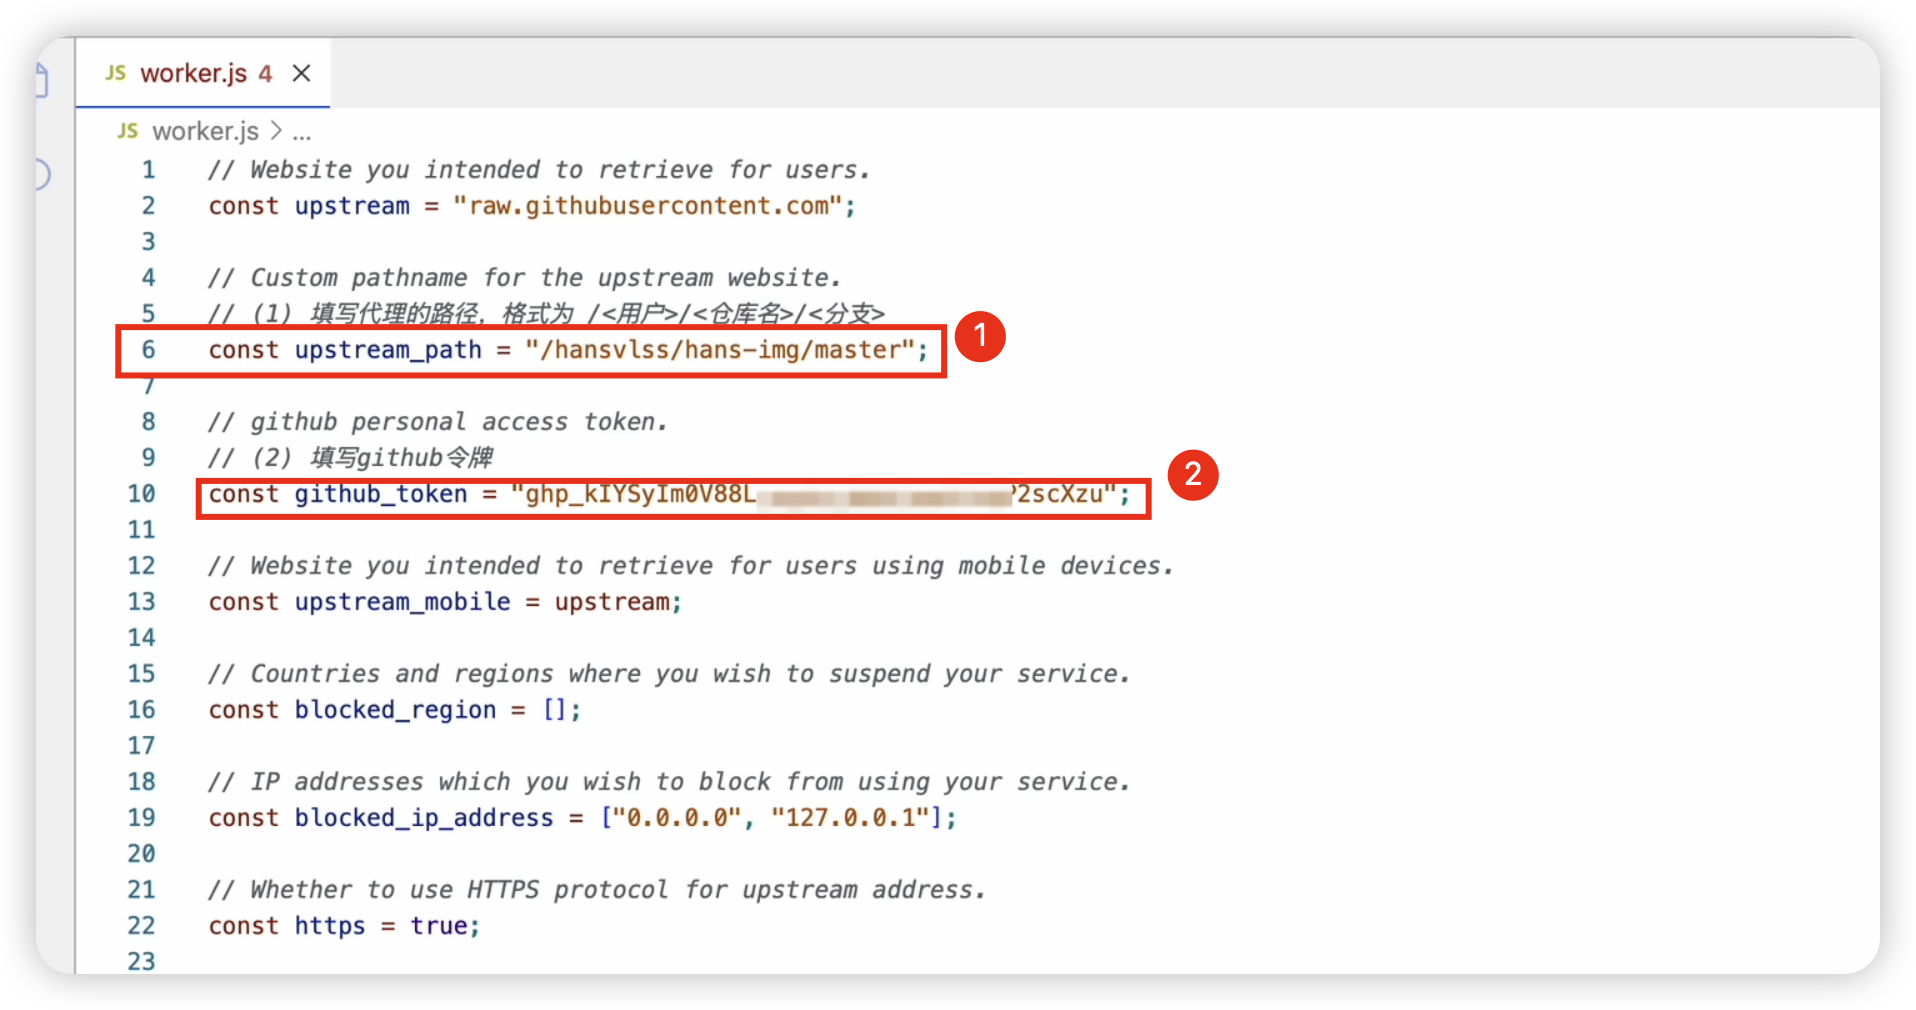 JS worker.js 4
JS worker.js > ...
1 // Website you intended to retrieve for users.
2 const upstream = "raw.githubusercontent.com";
3
4 // Custom pathname for the upstream website.
5 // (1) 填写代理的路径，格式为 /<用户>/<仓库名>/<分支>
6 const upstream_path = "/hansvlss/hans-img/master"; 1
7
8 // github personal access token.
9 // (2) 填写github令牌
10 const github_token = "ghp_kIYSyIm0V88L 2scXzu"; 2
11
12 // Website you intended to retrieve for users using mobile devices.
13 const upstream_mobile = upstream;
14
15 // Countries and regions where you wish to suspend your service.
16 const blocked_region = [];
17
18 // IP addresses which you wish to block from using your service.
19 const blocked_ip_address = ["0.0.0.0", "127.0.0.1"];
20
21 // Whether to use HTTPS protocol for upstream address.
22 const https = true;
23